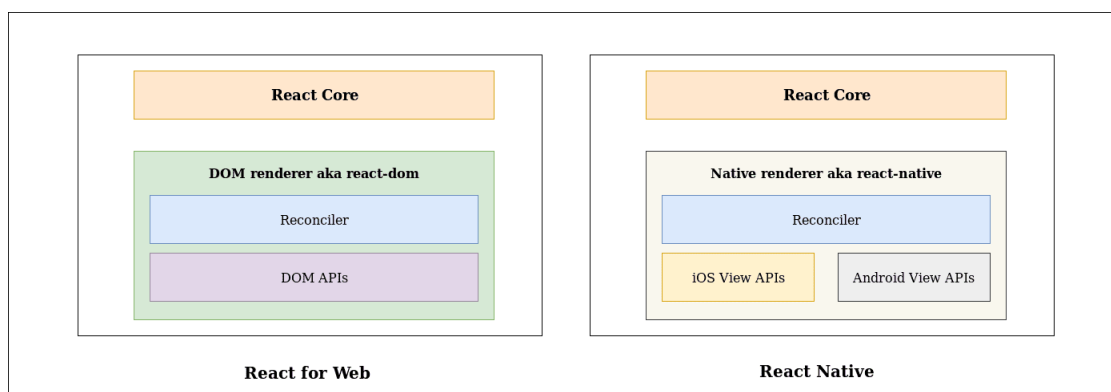 React Core
DOM renderer aka react-dom
Reconciler
DOM APIs
React for Web
React Core
Native renderer aka react-native
Reconciler
iOS View APIs
Android View APIs
React Native